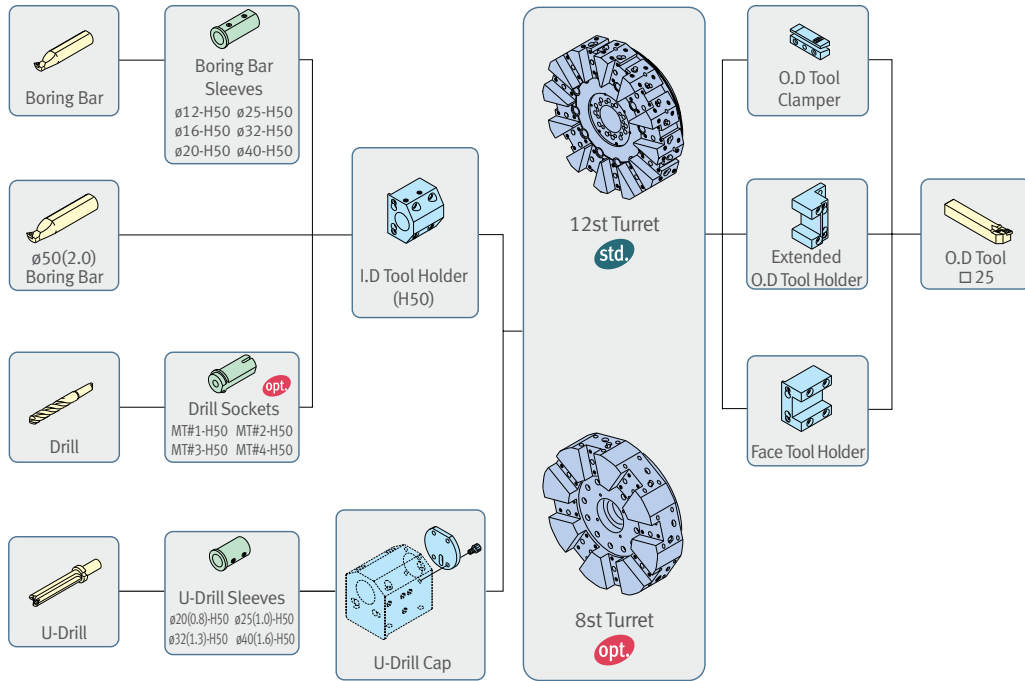 Boring Bar
Boring Bar
Sleeves
ø12-H50 ø25-H50
ø16-H50 ø32-H50
ø20-H50 ø40-H50
ø50(2.0)
Boring Bar
Drill
opt.
Drill Sockets
MT#1-H50 MT#2-H50
MT#3-H50 MT#4-H50
U-Drill
U-Drill Sleeves
ø20(0.8)-H50 ø25(1.0)-H50
ø32(1.3)-H50 ø40(1.6)-H50
I.D Tool Holder
(H50)
U-Drill Cap
12st Turret
std.
8st Turret
opt.
O.D Tool
Clamper
Extended
O.D Tool Holder
Face Tool Holder
O.D Tool
□ 25